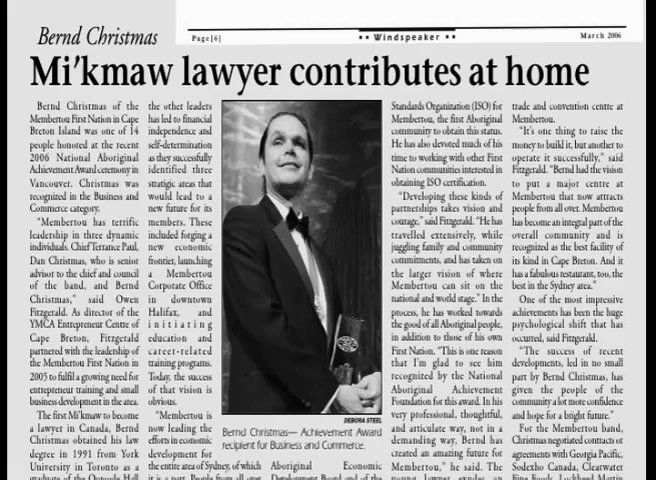 Bernd Christmas
Page[6]
Windspeaker
March 2006
Mi'kmaw lawyer contributes at home
Bernd Christmas of the
Membertou First Nation in Cape
Breton Island was one of 14
people honored at the recent
2006 National Aboriginal
Achievement Award ceremony in
Vancouver. Christmas was
recognized in the Business and
Commerce category.
"Membertou has terrific
leadership in three dynamic
individuals. Chief Terrance Paul,
Dan Christmas, who is senior
advisor to the chief and council
of the band, and Bernd
Christmas," said Owen
Fitzgerald. As director of the
YMCA Entrepreneur Centre of
Cape Breton, Fitzgerald
partnered with the leadership of
the Membertou First Nation in
2005 to fulfil a growing need for
entrepreneur training and small
business development in the area.
The first Mi'kmaw to become
a lawyer in Canada, Bernd
Christmas obtained his law
degree in 1991 from York
University in Toronto as a
graduate of the Osgoode Hall
the other leaders
has led to financial
independence and
self-determination
as they successfully
identified three
stratigic areas that
would lead to a
new future for its
members. These
included forging a
new economic
frontier, launching
a Membertou
Corporate Office
in downtown
Halifax, and
initiating
education and
career-related
training programs.
Today, the success
of that vision is
obvious.
"Membertou is
now leading the
efforts in economic
development for
the entire area of Sydney, of which
it is a part. People from all over
DEBORA STEEL
Bernd Christmas— Achievement Award
recipient for Business and Commerce.
Aboriginal Economic
Development Board and of the
Standards Organization (ISO) for
Membertou, the first Aboriginal
community to obtain this status.
He has also devoted much of his
time to working with other First
Nation communities interested in
obtaining ISO certification.
"Developing these kinds of
partnerships takes vision and
courage," said Fitzgerald. "He has
travelled extensively, while
juggling family and community
commitments, and has taken on
the larger vision of where
Membertou can sit on the
national and world stage." In the
process, he has worked towards
the good of all Aboriginal people,
in addition to those of his own
First Nation. "This is one reason
that I'm glad to see him
recognized by the National
Aboriginal Achievement
Foundation for this award. In his
very professional, thoughtful,
and articulate way, not in a
demanding way, Bernd has
created an amazing future for
Membertou," he said. The
young lawyer exudes an
trade and convention centre at
Membertou.
"It's one thing to raise the
money to build it, but another to
operate it successfully," said
Fitzgerald. "Bernd had the vision
to put a major centre at
Membertou that now attracts
people from all over. Membertou
has become an integral part of the
overall community and is
recognized as the best facility of
its kind in Cape Breton. And it
has a fabulous restaurant, too, the
best in the Sydney area."
One of the most impressive
achievements has been the huge
psychological shift that has
occurred, said Fitzgerald.
"The success of recent
developments, led in no small
part by Bernd Christmas, has
given the people of the
community a lot more confidence
and hope for a bright future."
For the Membertou band,
Christmas negotiated contracts or
agreements with Georgia Pacific,
Sodexho Canada, Clearwater
Fine Foods, Lockheed Martin